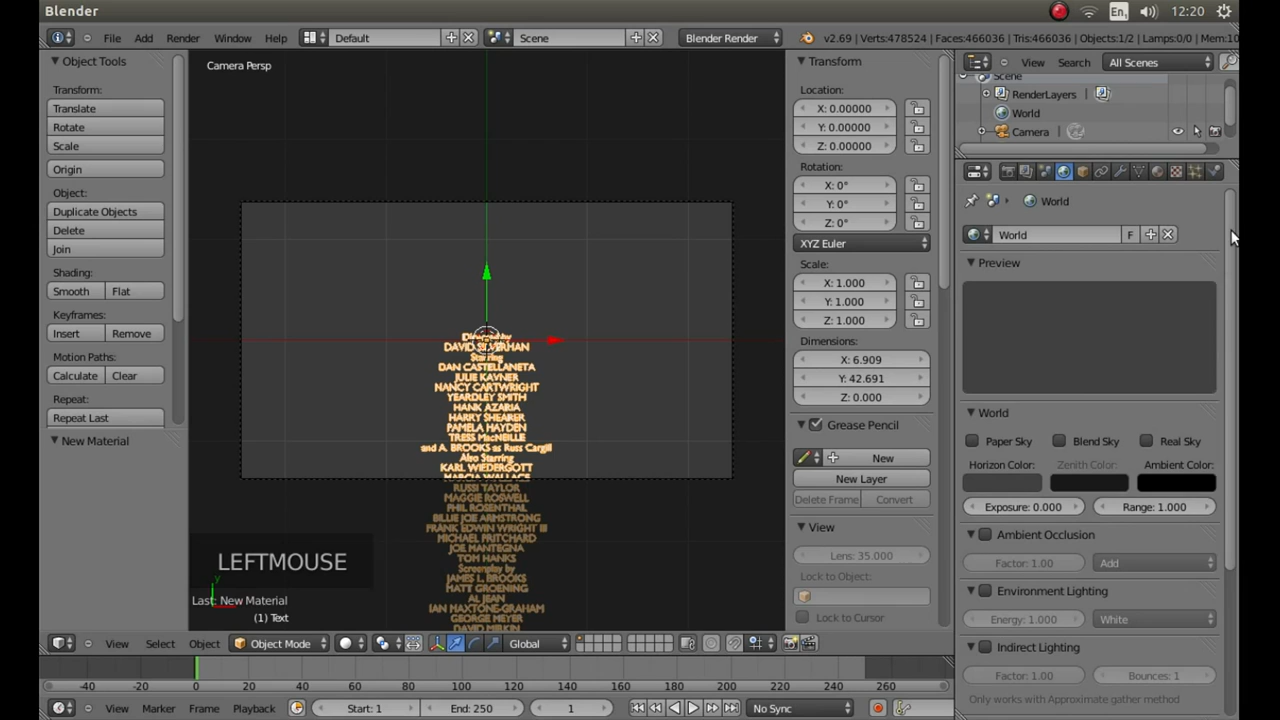 Blender
En1
12:20
File Add Render Window Help
Default
Scene
Blender Render
v2.69 | Verts:478524 | Faces:466036 | Tris:466036 | Objects:1/2 | Lamps:0/0 |
Object Tools
Transform:
Translate
Rotate
Scale
Origin
Object:
Duplicate Objects
Delete
Join
Shading:
Smooth Flat
Keyframes:
Insert Remove
Motion Paths:
Calculate Clear
Repeat:
Repeat Last
New Material
Camera Persp
Directed by
DAVID SILVERMAN
Starring
DAN CASTELLANETA
JULIE KAVNER
NANCY CARTWRIGHT
YEARDLEY SMITH
HANK AZARIA
HARRY SHEARER
PAMELA HAYDEN
TRESS MacNEILLE
and A. BROOKS as Russ Cargill
Also Starring
KARL WIEDERGOTT
MARCIA WALLACE
RUSSI TAYLOR
MAGGIE ROSWELL
PHIL ROSENTHAL
BILLIE JOE ARMSTRONG
FRANK EDWIN WRIGHT III
MICHAEL PRITCHARD
JOE MANTEGNA
TOM HANKS
Screenplay by
JAMES L. BROOKS
MATT GROENING
AL JEAN
IAN MAXTONE-GRAHAM
GEORGE MEYER
DAVID MIRKIN
LEFTMOUSE
y
Last: New Material
(1) Text
Transform
Location:
X: 0.00000
Y: 0.00000
Z: 0.00000
Rotation:
X: 0°
Y: 0°
Z: 0°
XYZ Euler
Scale:
X: 1.000
Y: 1.000
Z: 1.000
Dimensions:
X: 6.909
Y: 42.691
Z: 0.000
Grease Pencil
New
New Layer
Delete Frame Convert
View
Lens: 35.000
Lock to Object:
Lock to Cursor
View Search All Scenes
Scene
RenderLayers
World
Camera
World
World F
Preview
World
Paper Sky Blend Sky Real Sky
Horizon Color: Zenith Color: Ambient Color:
Exposure: 0.000 Range: 1.000
Ambient Occlusion
Factor: 1.00 Add
Environment Lighting
Energy: 1.000 White
Indirect Lighting
Factor: 1.00 Bounces: 1
Only works with Approximate gather method
View Select Object Object Mode Global
-40 -20 0 20 40 60 80 100 120 140 160 180 200 220 240 260
View Marker Frame Playback Start: 1 End: 250 1 No Sync